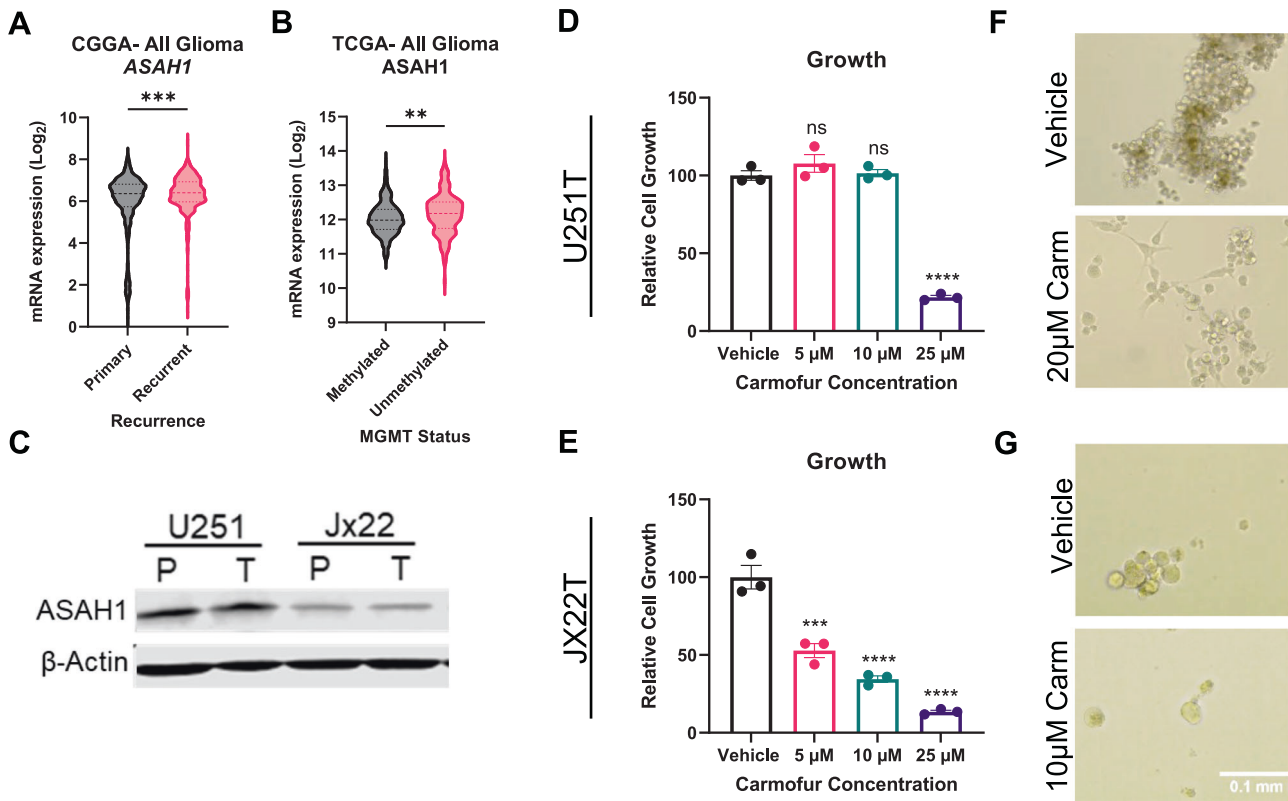 A
CGGA- All Glioma
ASAH1
***
mRNA expression (Log2)
10
8
6
4
2
0
Primary
Recurrent
Recurrence
B
TCGA- All Glioma
ASAH1
**
mRNA expression (Log2)
15
14
13
12
11
10
9
Methylated
Unmethylated
MGMT Status
C
U251 Jx22
P T P T
ASAH1
β-Actin
D
U251T
Growth
Relative Cell Growth
150
100
50
0
ns
ns
****
Vehicle 5 µM 10 µM 25 µM
Carmofur Concentration
E
JX22T
Growth
Relative Cell Growth
150
100
50
0
***
****
****
Vehicle 5 µM 10 µM 25 µM
Carmofur Concentration
F
Vehicle
20µM Carm
G
Vehicle
10µM Carm
0.1 mm